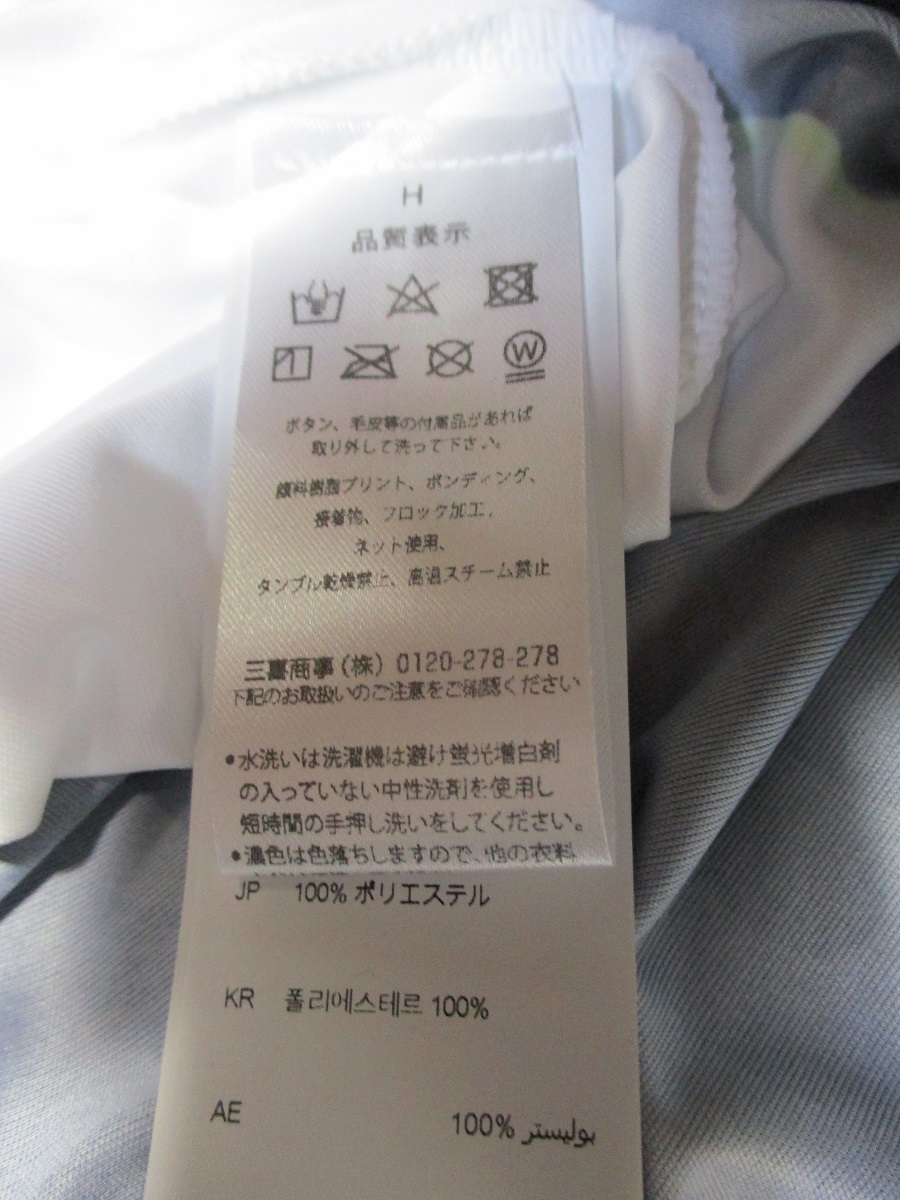 H
品質表示
W
ボタン、毛皮等の付属品があれば
取り外して洗って下さい。
顔料樹脂プリント、ボンディング、
接着物、フロック加工、
ネット使用、
タンブル乾燥禁止、高温スチーム禁止
三喜商事(株) 0120-278-278
下記のお取扱いのご注意をご確認ください
•水洗いは洗濯機は避け蛍光増白剤
の入っていない中性洗剤を使用し
短時間の手押し洗いをしてください。
•濃色は色落ちしますので、他の衣料
JP 100% ポリエステル
KR 폴리에스테르 100%
AE 100% بوليستر